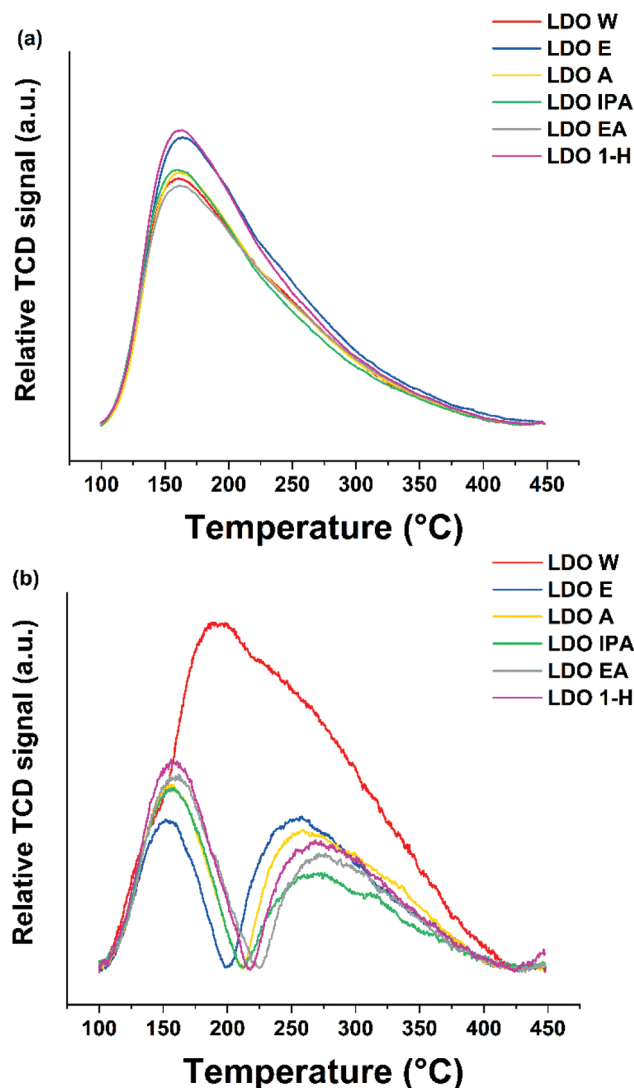 (a)
LDO W
LDO E
LDO A
LDO IPA
LDO EA
LDO 1-H
Relative TCD signal (a.u.)
100 150 200 250 300 350 400 450
Temperature (°C)
(b)
LDO W
LDO E
LDO A
LDO IPA
LDO EA
LDO 1-H
Relative TCD signal (a.u.)
100 150 200 250 300 350 400 450
Temperature (°C)